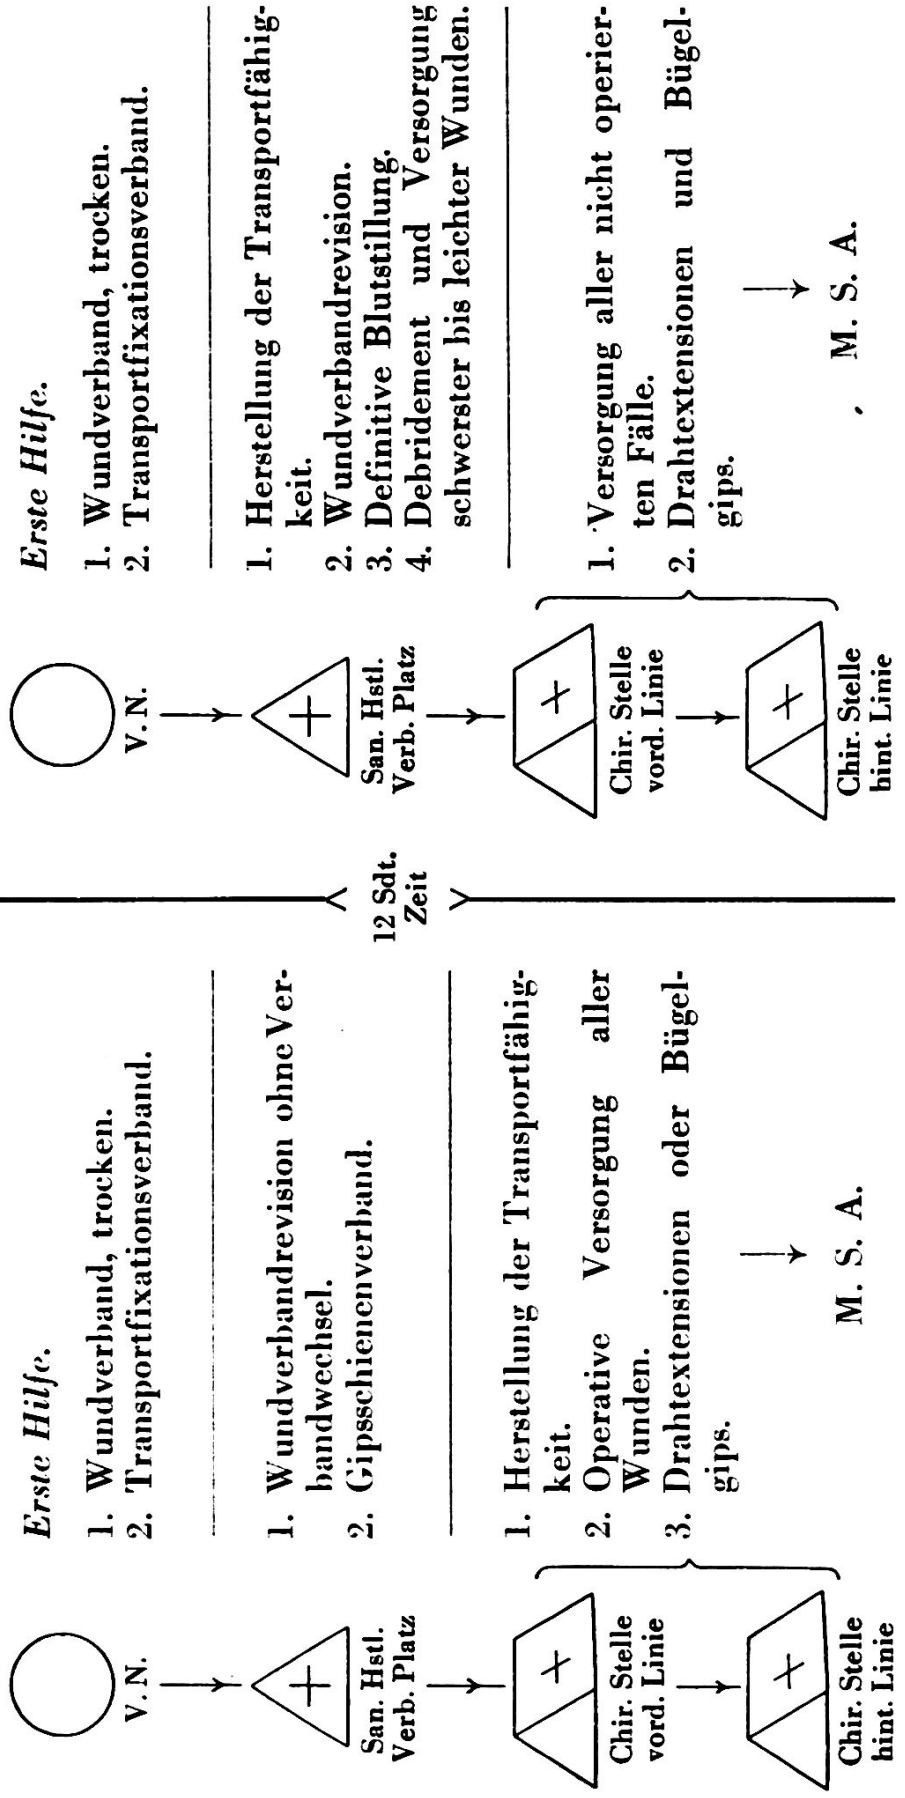 Erste Hilfe.
V. N.
1. Wundverband, trocken.
2. Transportfixationsverband.
San. Hstl.
Verb. Platz
1. Wundverbandrevision ohne Ver-
bandwechsel.
2. Gipsschienenverband.
Chir. Stelle
vord. Linie
Chir. Stelle
hint. Linie
1. Herstellung der Transportfähig-
keit.
2. Operative Versorgung aller
Wunden.
3. Drahtextensionen oder Bügel-
gips.
M. S. A.
12 Sdt.
Zeit
Erste Hilfe.
V. N.
1. Wundverband, trocken.
2. Transportfixationsverband.
San. Hstl.
Verb. Platz
1. Herstellung der Transportfähig-
keit.
2. Wundverbandrevision.
3. Definitive Blutstillung.
4. Debridement und Versorgung
schwerster bis leichter Wunden.
Chir. Stelle
vord. Linie
Chir. Stelle
hint. Linie
1. Versorgung aller nicht operier-
ten Fälle.
2. Drahtextensionen und Bügel-
gips.
M. S. A.